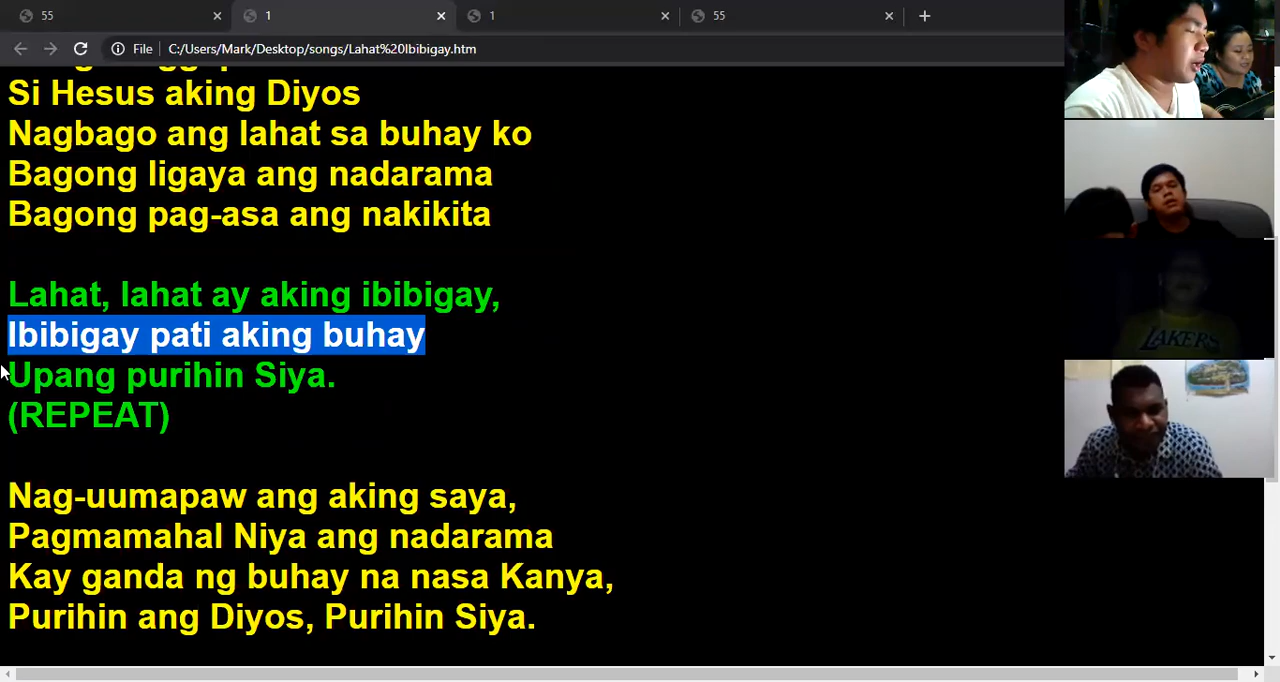 55
1
1
55
File
C:/Users/Mark/Desktop/songs/Lahat%20Ibibigay.htm
Si Hesus aking Diyos
Nagbago ang lahat sa buhay ko
Bagong ligaya ang nadarama
Bagong pag-asa ang nakikita
Lahat, lahat ay aking ibibigay,
Ibibigay pati aking buhay
Upang purihin Siya.
(REPEAT)
Nag-uumapaw ang aking saya,
Pagmamahal Niya ang nadarama
Kay ganda ng buhay na nasa Kanya,
Purihin ang Diyos, Purihin Siya.
LAKERS